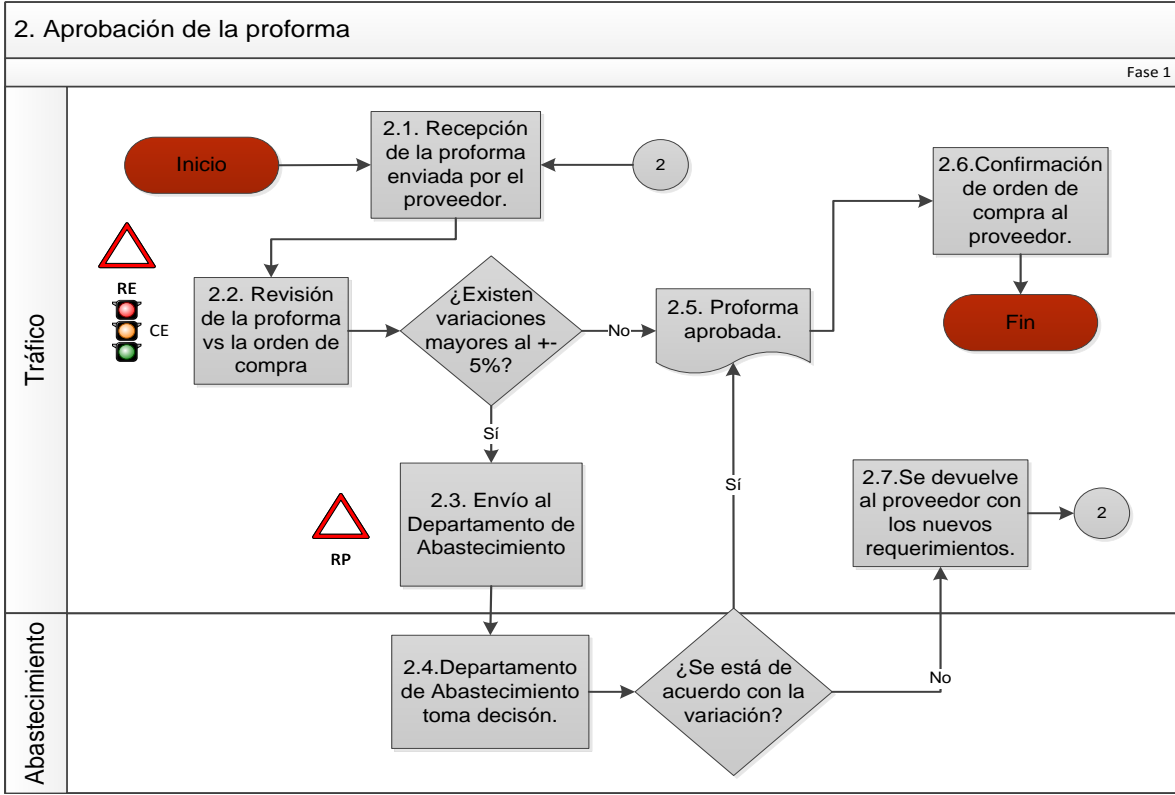 2. Aprobación de la proforma
Fase 1
Tráfico
Inicio
2.1. Recepción
de la proforma
enviada por el
proveedor.
2
2.6.Confirmación
de orden de
compra al
proveedor.
RE
CE
2.2. Revisión
de la proforma
vs la orden de
compra
¿Existen
variaciones
mayores al +-
5%?
No
2.5. Proforma
aprobada.
Fin
Sí
2.3. Envío al
Departamento de
Abastecimiento
RP
Sí
2.7.Se devuelve
al proveedor con
los nuevos
requerimientos.
2
Abastecimiento
2.4.Departamento
de Abastecimiento
toma decisón.
¿Se está de
acuerdo con la
variación?
No